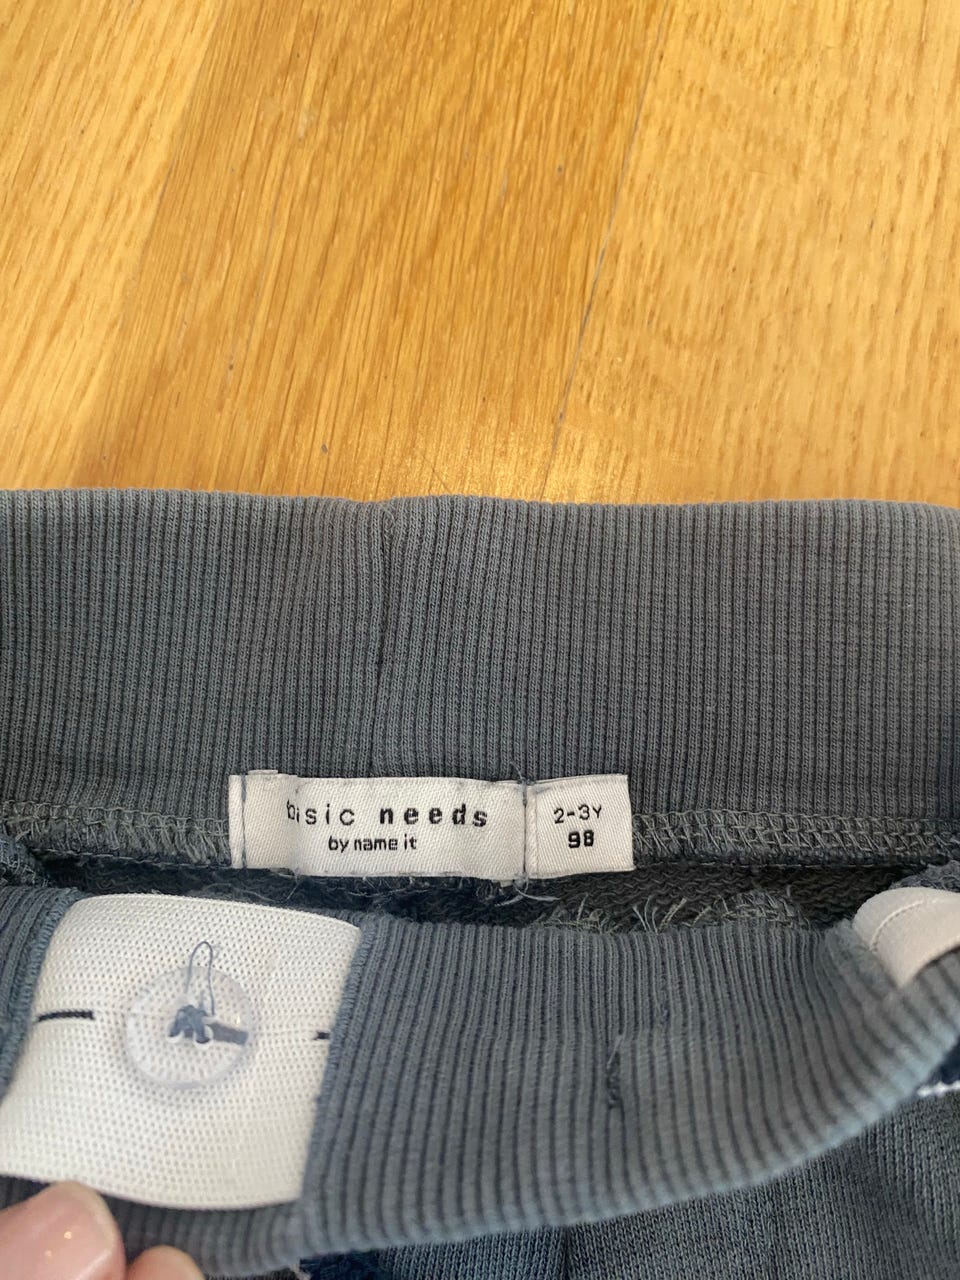 basic needs
by name it
2-3Y
98